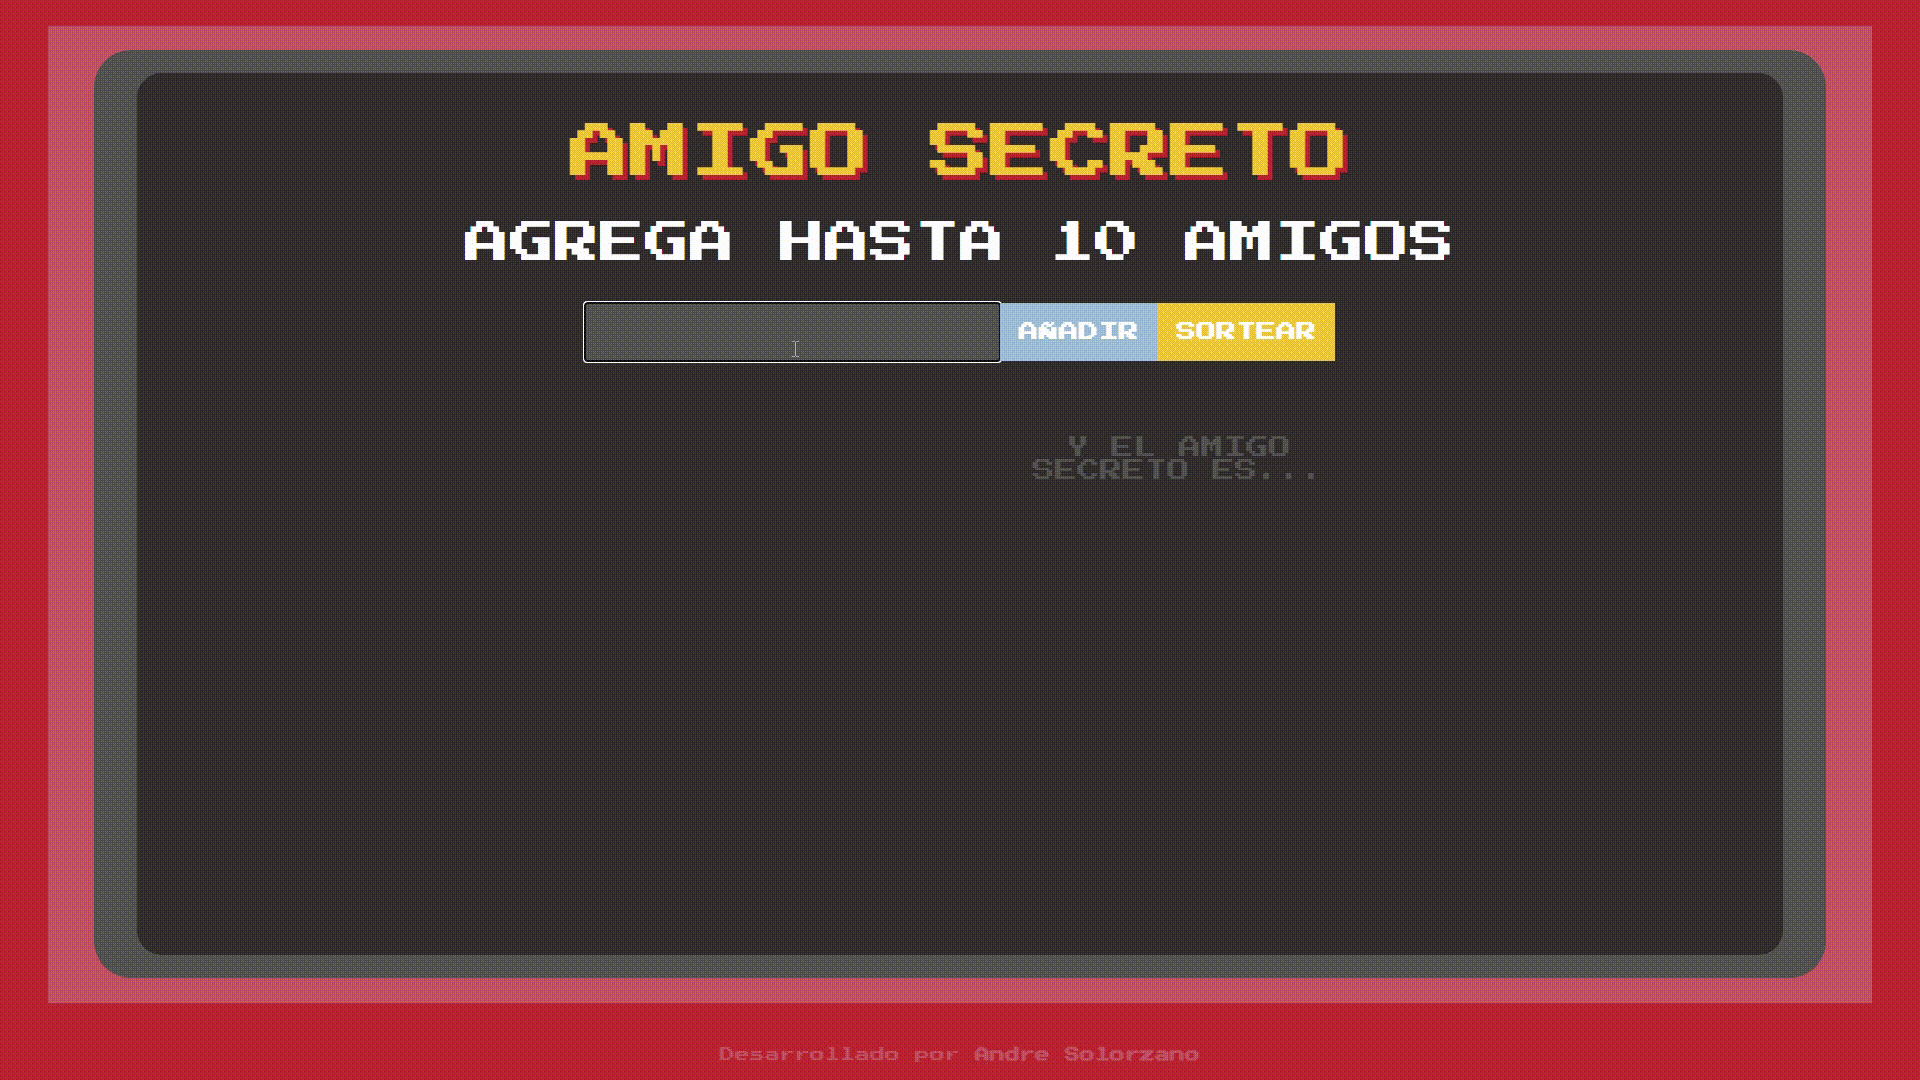 AMIGO SECRETO
AGREGA HASTA 10 AMIGOS
AÑADIR
SORTEAR
Y EL AMIGO
SECRETO ES...
Desarrollado por Andre Solorzano